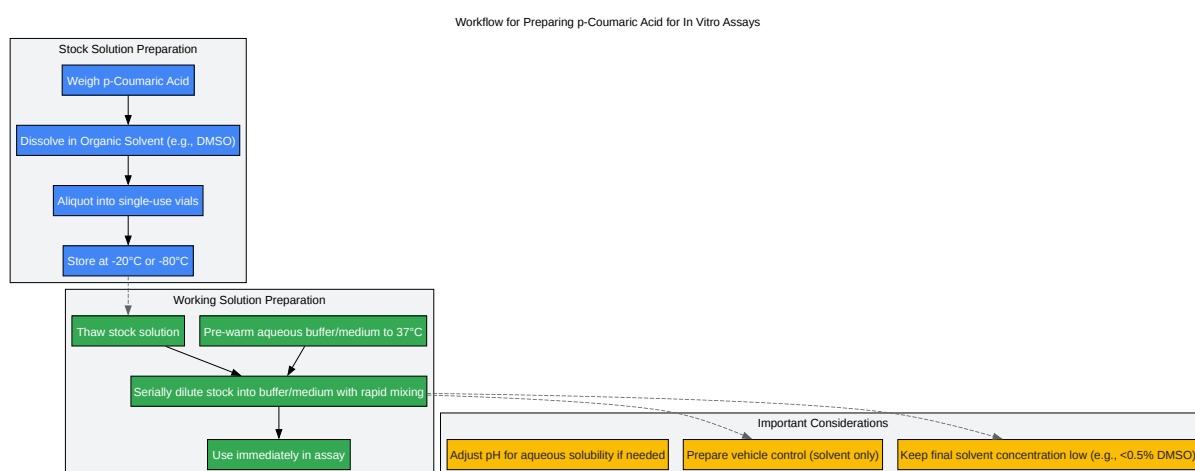 Workflow for Preparing p-Coumaric Acid for In Vitro Assays
Stock Solution Preparation
Weigh p-Coumaric Acid
Dissolve in Organic Solvent (e.g., DMSO)
Aliquot into single-use vials
Store at -20°C or -80°C
Working Solution Preparation
Thaw stock solution
Pre-warm aqueous buffer/medium to 37°C
Serially dilute stock into buffer/medium with rapid mixing
Use immediately in assay
Important Considerations
Adjust pH for aqueous solubility if needed
Prepare vehicle control (solvent only)
Keep final solvent concentration low (e.g., <0.5% DMSO)